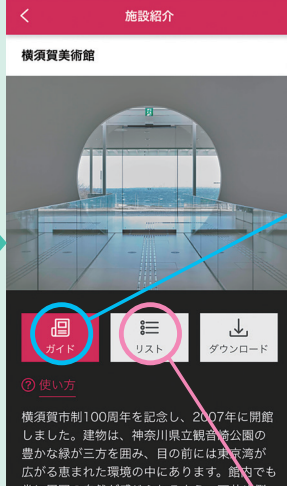 施設紹介
横須賀美術館
ガイド
リスト
ダウンロード
? 使い方
横須賀市制100周年を記念し、2007年に開館
しました。建物は、神奈川県立観音崎公園の
豊かな緑が三方を囲み、目の前には東京湾が
広がる恵まれた環境の中にあります。館内でも